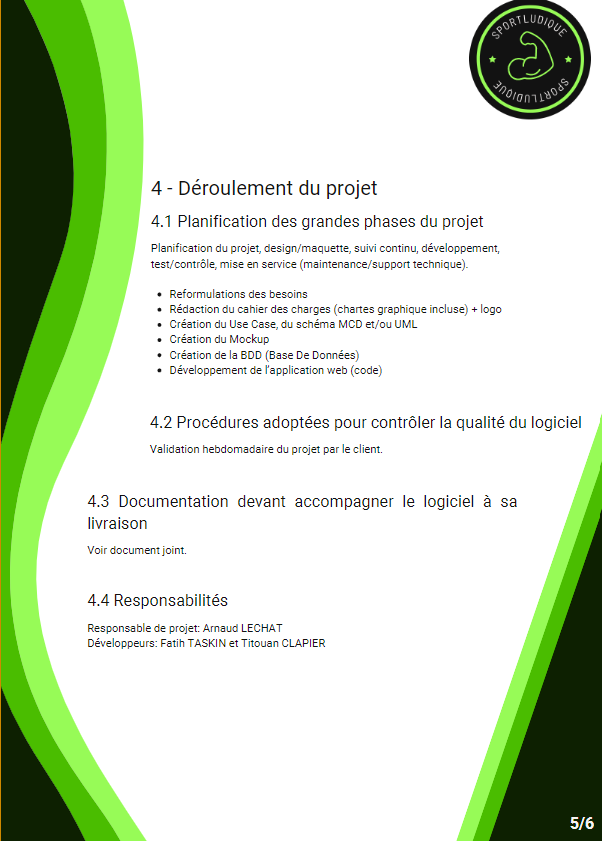 SPORTLUDIQUE
SPORTLUDIQUE
4 - Déroulement du projet
4.1 Planification des grandes phases du projet
Planification du projet, design/maquette, suivi continu, développement,
test/contrôle, mise en service (maintenance/support technique).
• Reformulations des besoins
• Rédaction du cahier des charges (chartes graphique incluse) + logo
• Création du Use Case, du schéma MCD et/ou UML
• Création du Mockup
• Création de la BDD (Base De Données)
• Développement de l'application web (code)
4.2 Procédures adoptées pour contrôler la qualité du logiciel
Validation hebdomadaire du projet par le client.
4.3 Documentation devant accompagner le logiciel à sa
livraison
Voir document joint.
4.4 Responsabilités
Responsable de projet: Arnaud LECHAT
Développeurs: Fatih TASKIN et Titouan CLAPIER
5/6